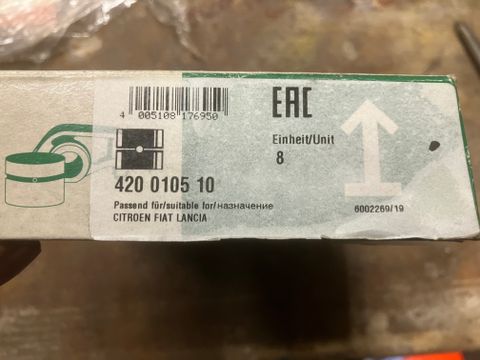 4 005108 176950
EAC
Einheit/Unit
8
420 0105 10
Passend für/suitable for/назначение
CITROEN FIAT LANCIA
6002269/19